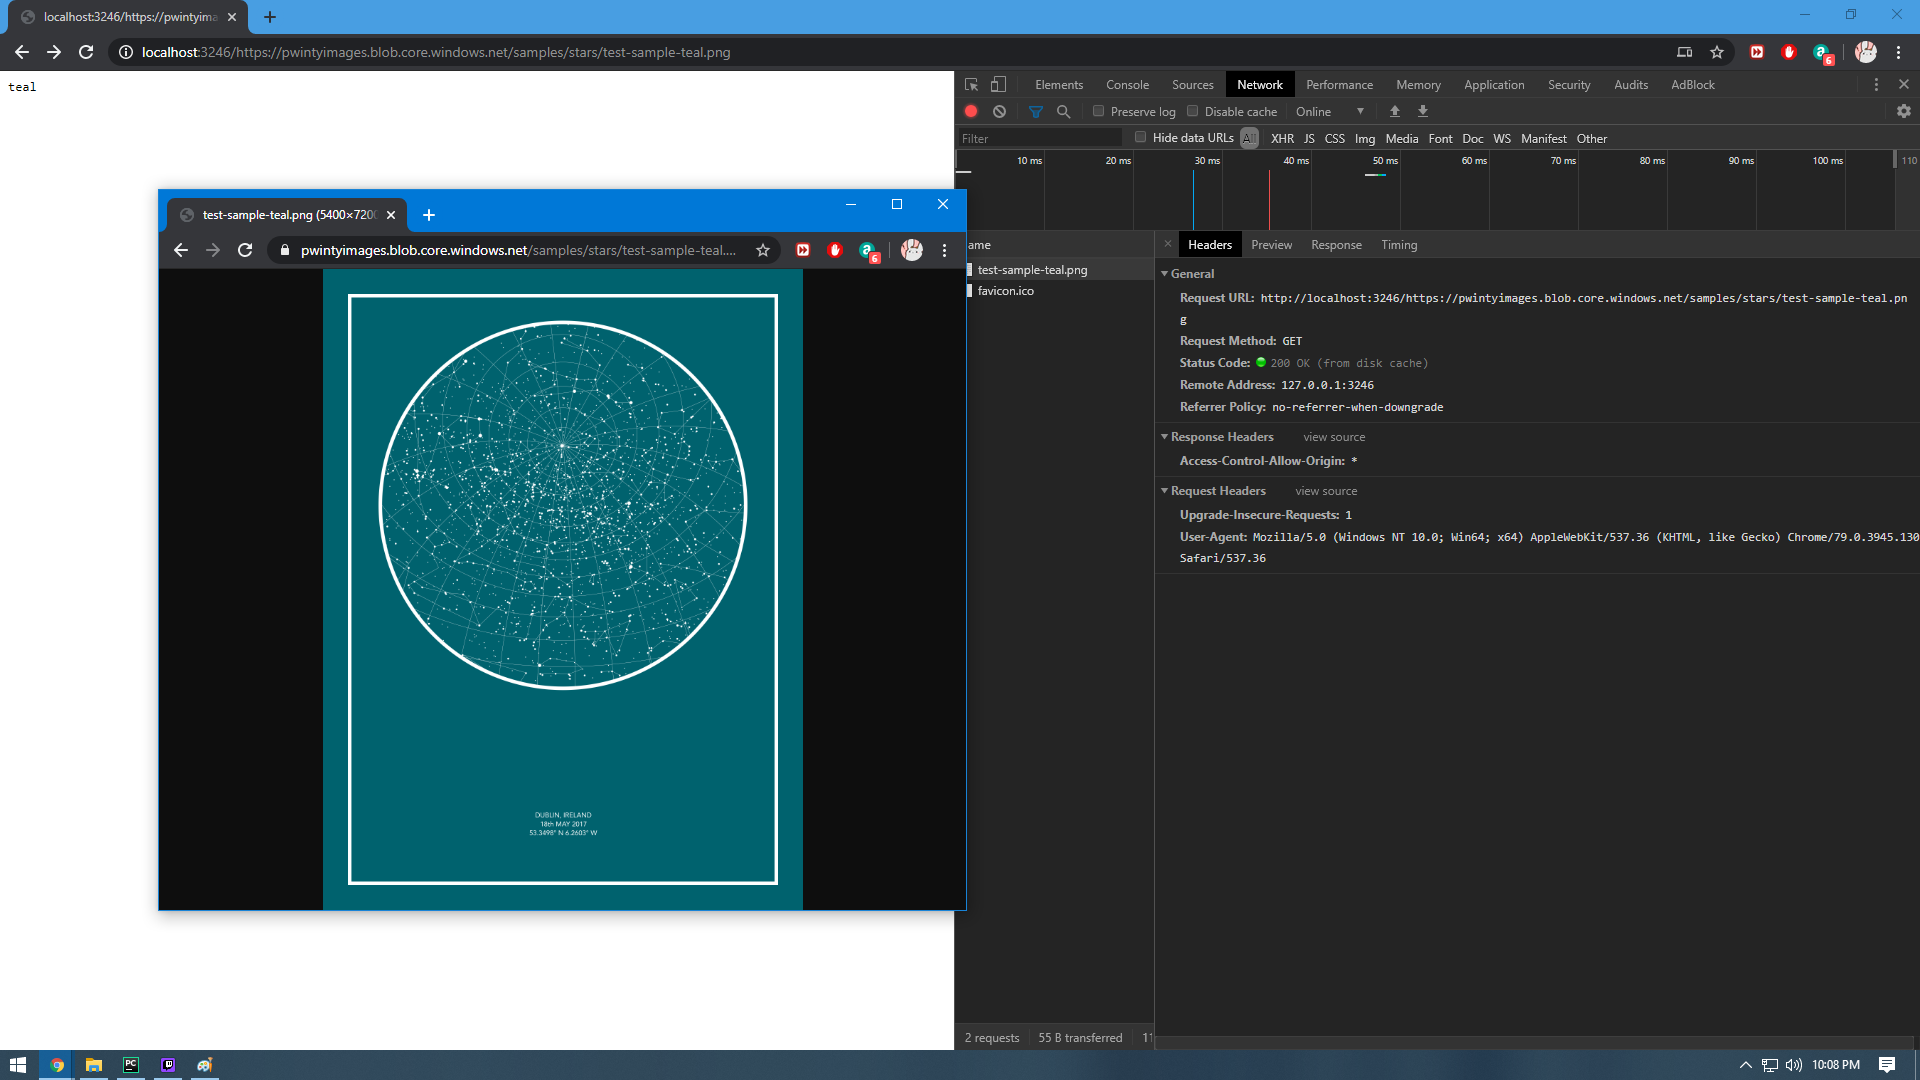 localhost:3246/https://pwintyima
localhost:3246/https://pwintyimages.blob.core.windows.net/samples/stars/test-sample-teal.png
6
teal
Elements Console Sources Network Performance Memory Application Security Audits AdBlock
Preserve log Disable cache Online
Filter Hide data URLs All XHR JS CSS Img Media Font Doc WS Manifest Other
10 ms 20 ms 30 ms 40 ms 50 ms 60 ms 70 ms 80 ms 90 ms 100 ms 110
ame
test-sample-teal.png
favicon.ico
Headers Preview Response Timing
General
Request URL: http://localhost:3246/https://pwintyimages.blob.core.windows.net/samples/stars/test-sample-teal.pn
g
Request Method: GET
Status Code: 200 OK (from disk cache)
Remote Address: 127.0.0.1:3246
Referrer Policy: no-referrer-when-downgrade
Response Headers view source
Access-Control-Allow-Origin: *
Request Headers view source
Upgrade-Insecure-Requests: 1
User-Agent: Mozilla/5.0 (Windows NT 10.0; Win64; x64) AppleWebKit/537.36 (KHTML, like Gecko) Chrome/79.0.3945.130
Safari/537.36
2 requests 55 B transferred 11
test-sample-teal.png (5400×7200
pwintyimages.blob.core.windows.net/samples/stars/test-sample-teal....
6
DUBLIN, IRELAND
18th MAY 2017
53.3498° N 6.2603° W
PC
10:08 PM